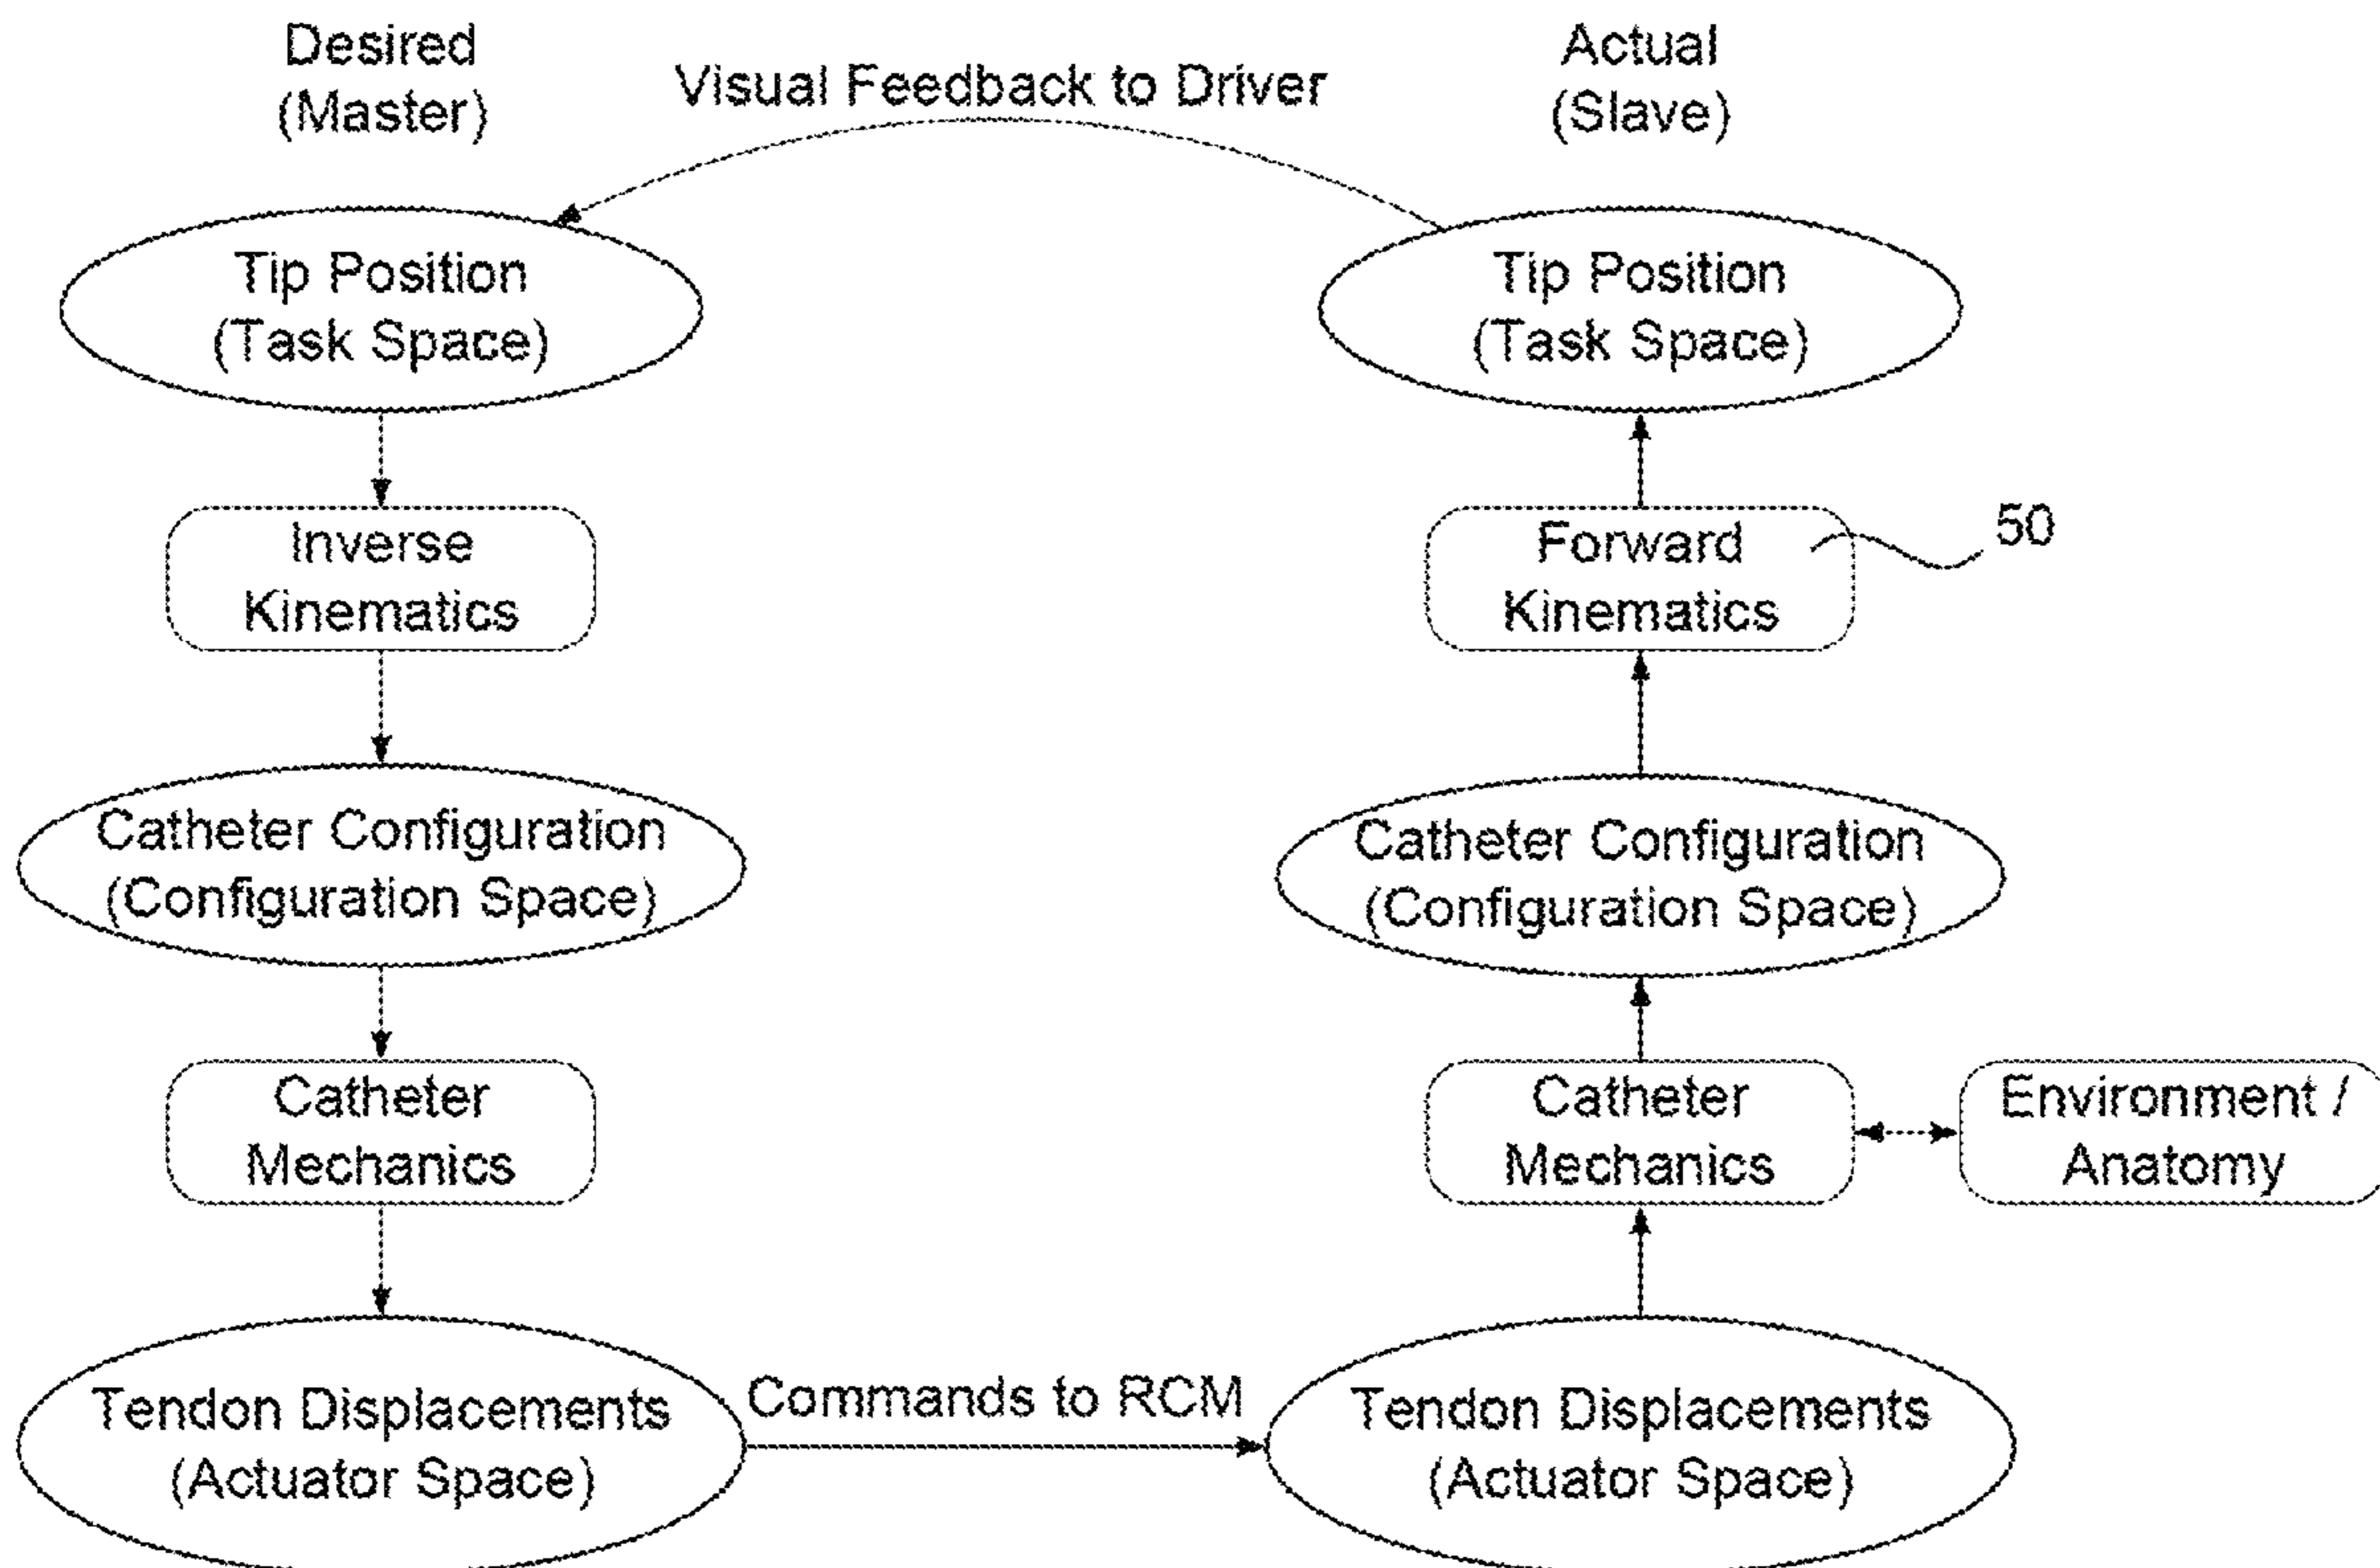 Desired
(Master)
Visual Feedback to Driver
Actual
(Slave)
Tip Position
(Task Space)
Tip Position
(Task Space)
Inverse
Kinematics
Forward
Kinematics
50
Catheter Configuration
(Configuration Space)
Catheter Configuration
(Configuration Space)
Catheter
Mechanics
Catheter
Mechanics
Environment /
Anatomy
Tendon Displacements
(Actuator Space)
Commands to RCM
Tendon Displacements
(Actuator Space)